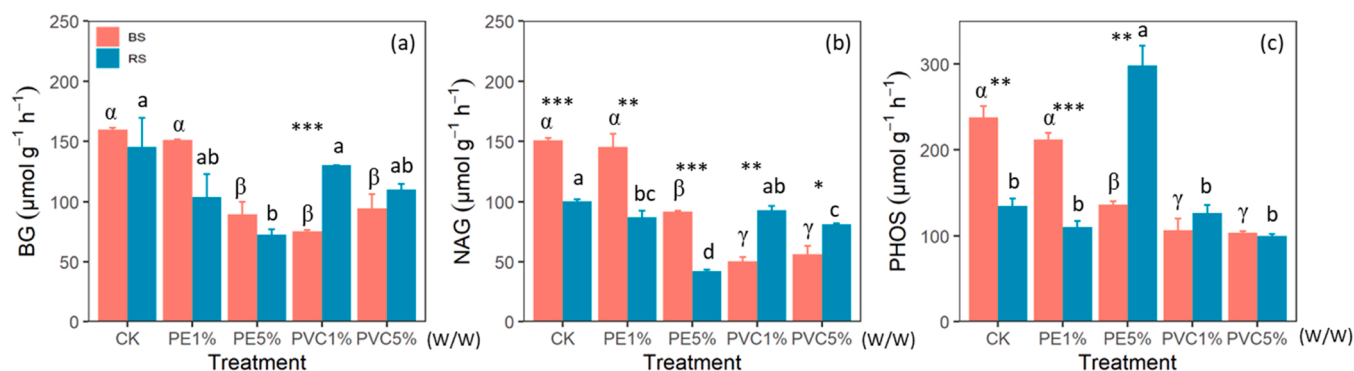 BG (μmol g⁻¹ h⁻¹)
250
200
150
100
50
0
BS
RS
(a)
α a α ab β b *** β a β ab
CK PE1% PE5% PVC1% PVC5% (W/W)
Treatment
NAG (μmol g⁻¹ h⁻¹)
250
200
150
100
50
0
(b)
*** α a ** α bc *** β d ** γ ab * γ c
CK PE1% PE5% PVC1% PVC5% (W/W)
Treatment
PHOS (μmol g⁻¹ h⁻¹)
300
200
100
0
(c)
α ** b α *** b ** β a γ b γ b
CK PE1% PE5% PVC1% PVC5% (W/W)
Treatment